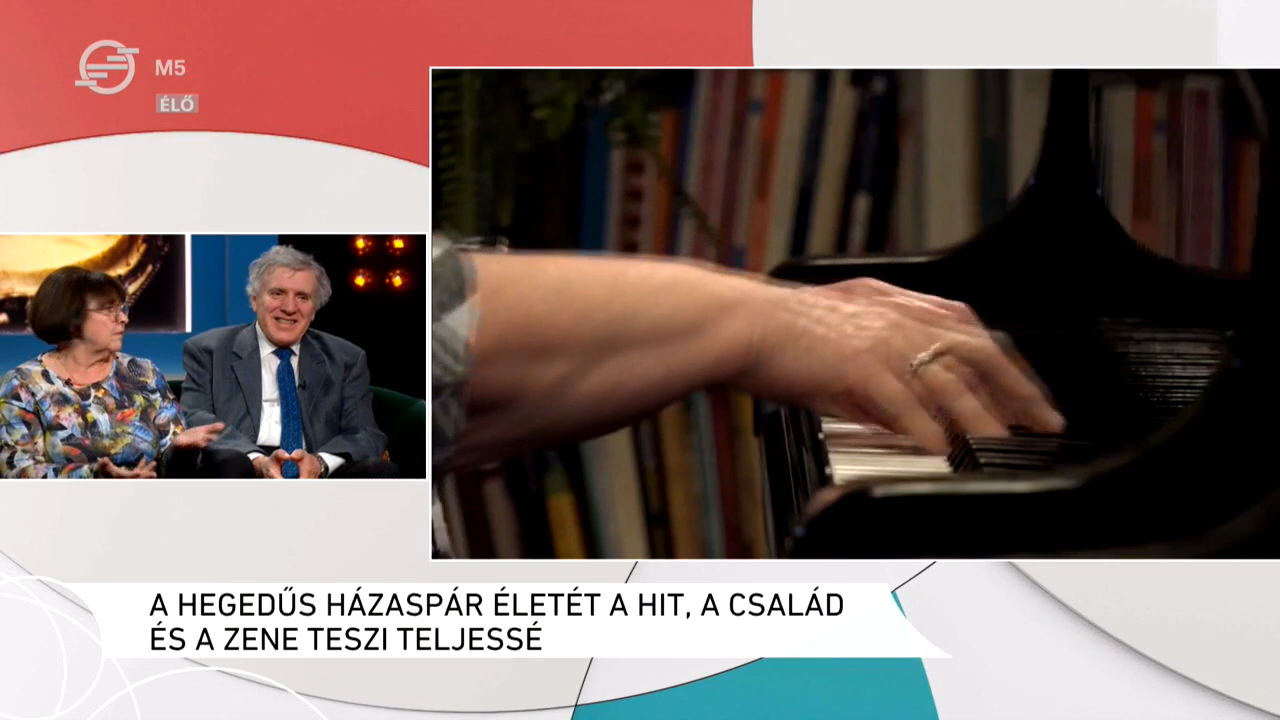 M5
ÉLŐ
A HEGEDŰS HÁZASPÁR ÉLETÉT A HIT, A CSALÁD
ÉS A ZENE TESZI TELJESSÉ